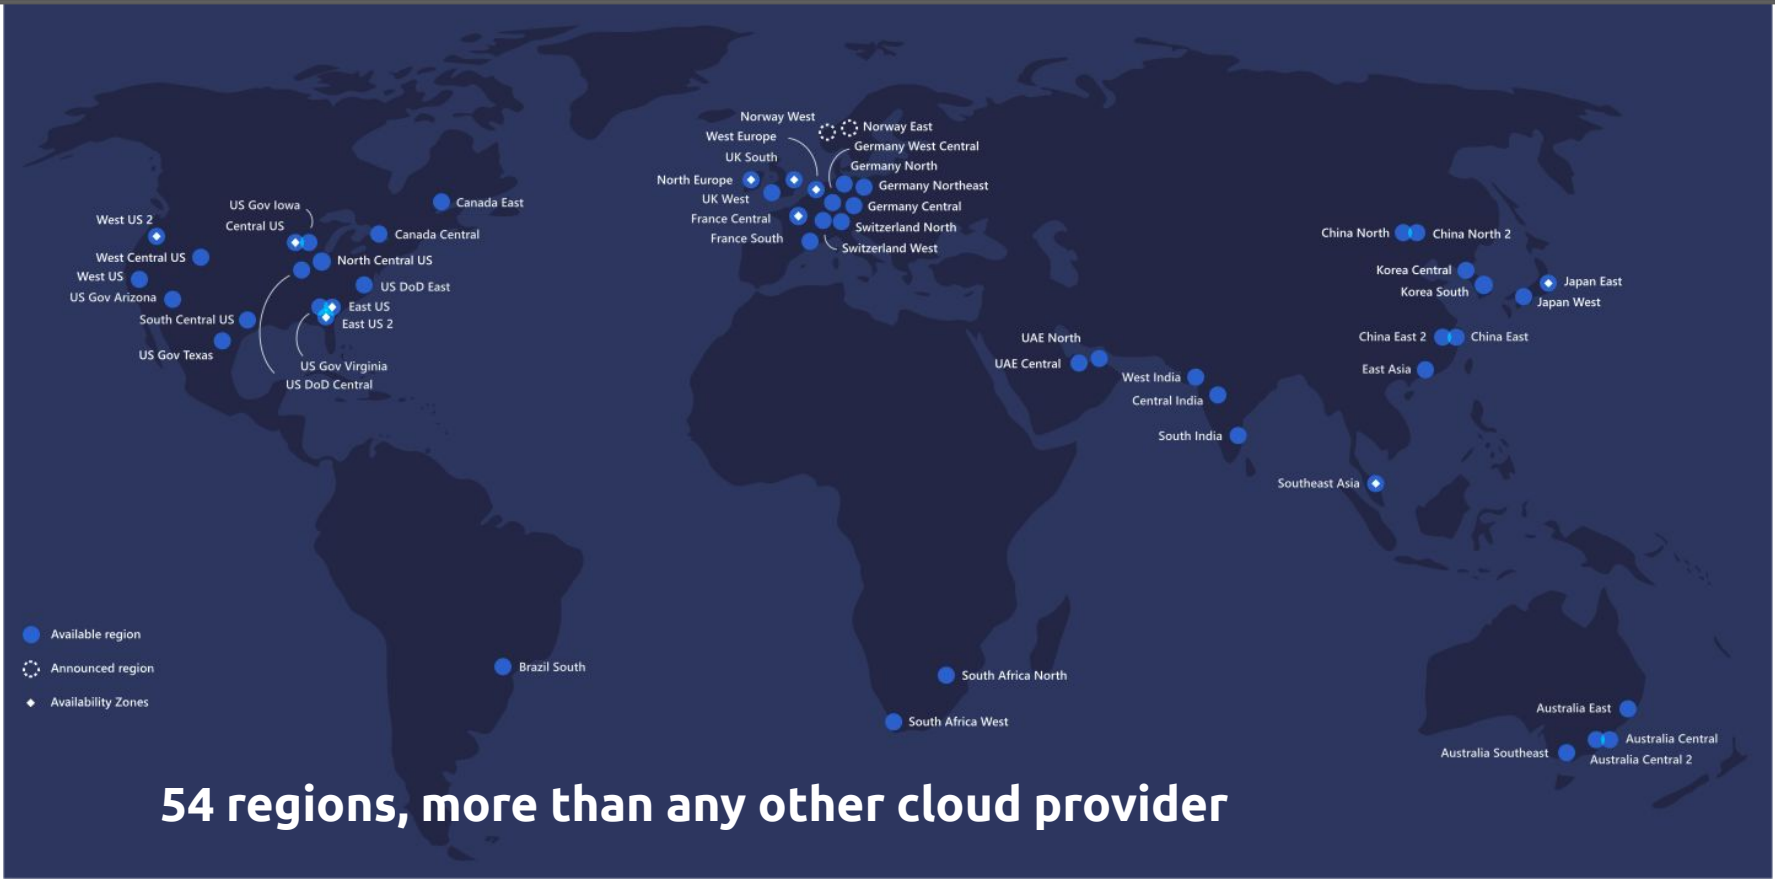 Norway West
Norway East
West Europe
Germany West Central
UK South
Germany North
North Europe
Germany Northeast
UK West
Germany Central
France Central
Switzerland North
France South
Switzerland West
US Gov Iowa
Canada East
West US 2
Central US
Canada Central
West Central US
North Central US
West US
US DoD East
US Gov Arizona
East US
South Central US
East US 2
US Gov Texas
US Gov Virginia
US DoD Central
China North
China North 2
Korea Central
Japan East
Korea South
Japan West
China East 2
China East
East Asia
UAE North
UAE Central
West India
Central India
South India
Southeast Asia
Available region
Announced region
Availability Zones
Brazil South
South Africa North
South Africa West
Australia East
Australia Central
Australia Southeast
Australia Central 2
54 regions, more than any other cloud provider